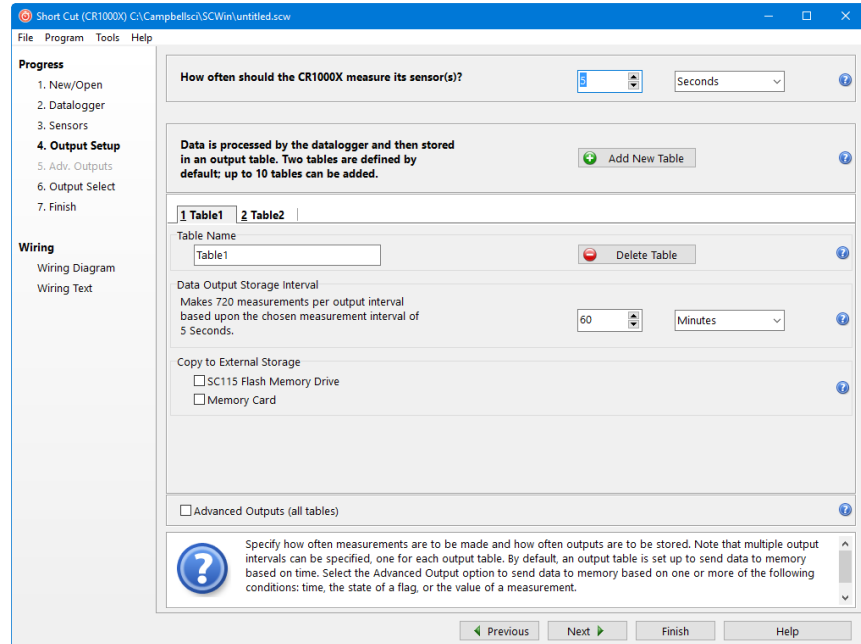 Short Cut (CR1000X) C:\Campbellsci\SCWin\untitled.scw
File Program Tools Help
Progress
1. New/Open
2. Datalogger
3. Sensors
4. Output Setup
5. Adv. Outputs
6. Output Select
7. Finish
Wiring
Wiring Diagram
Wiring Text
How often should the CR1000X measure its sensor(s)?
5 Seconds
Data is processed by the datalogger and then stored
in an output table. Two tables are defined by
default; up to 10 tables can be added.
Add New Table
1 Table1 2 Table2
Table Name
Table1
Delete Table
Data Output Storage Interval
Makes 720 measurements per output interval
based upon the chosen measurement interval of
5 Seconds.
60 Minutes
Copy to External Storage
SC115 Flash Memory Drive
Memory Card
Advanced Outputs (all tables)
Specify how often measurements are to be made and how often outputs are to be stored. Note that multiple output
intervals can be specified, one for each output table. By default, an output table is set up to send data to memory
based on time. Select the Advanced Output option to send data to memory based on one or more of the following
conditions: time, the state of a flag, or the value of a measurement.
Previous Next Finish Help